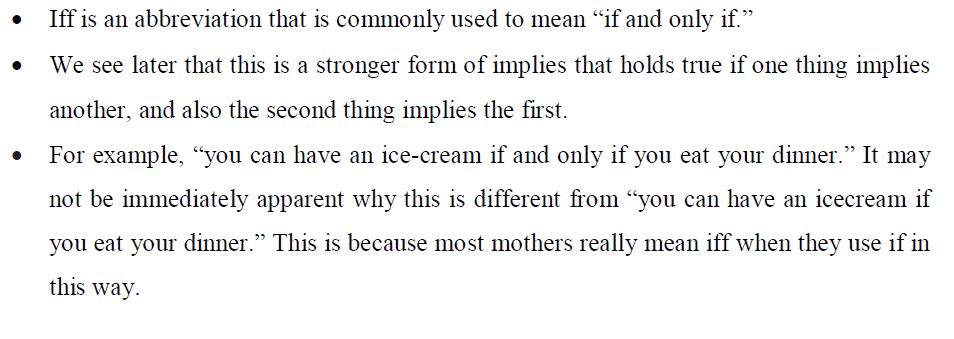 • Iff is an abbreviation that is commonly used to mean “if and only if.”
• We see later that this is a stronger form of implies that holds true if one thing implies
another, and also the second thing implies the first.
• For example, “you can have an ice-cream if and only if you eat your dinner.” It may
not be immediately apparent why this is different from “you can have an icecream if
you eat your dinner.” This is because most mothers really mean iff when they use if in
this way.